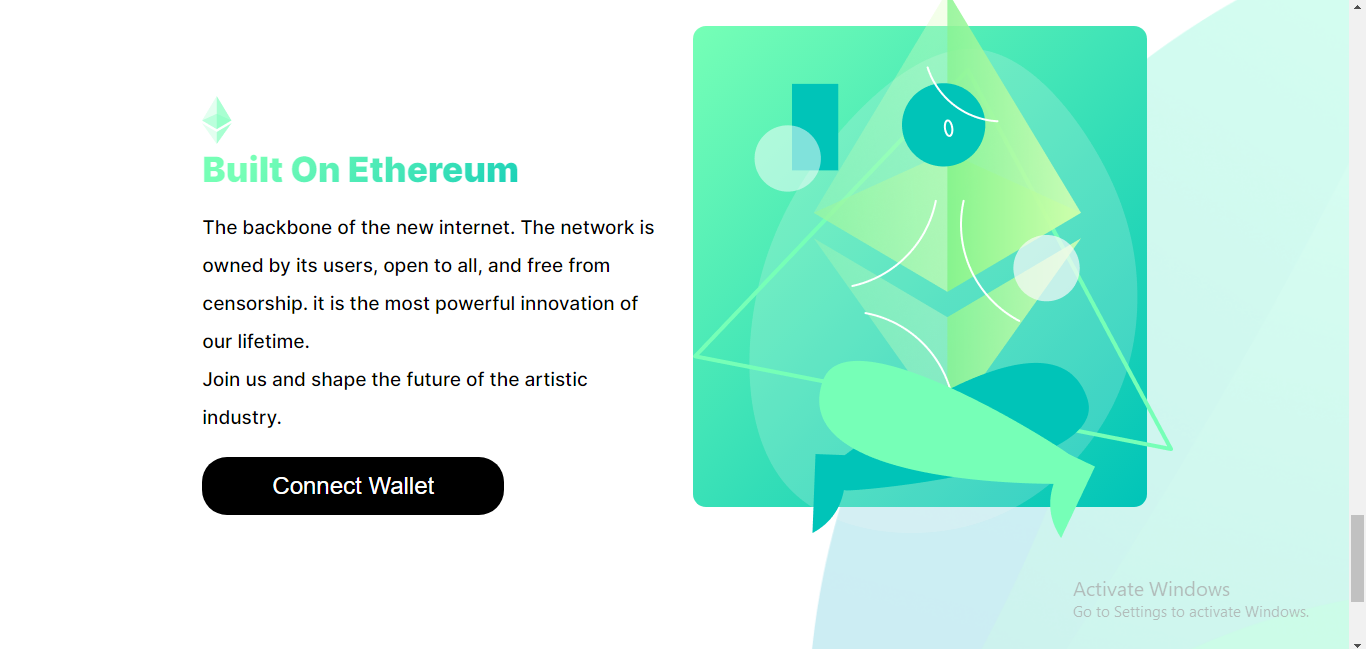 Built On Ethereum
The backbone of the new internet. The network is
owned by its users, open to all, and free from
censorship. it is the most powerful innovation of
our lifetime.
Join us and shape the future of the artistic
industry.
Connect Wallet
Activate Windows
Go to Settings to activate Windows.